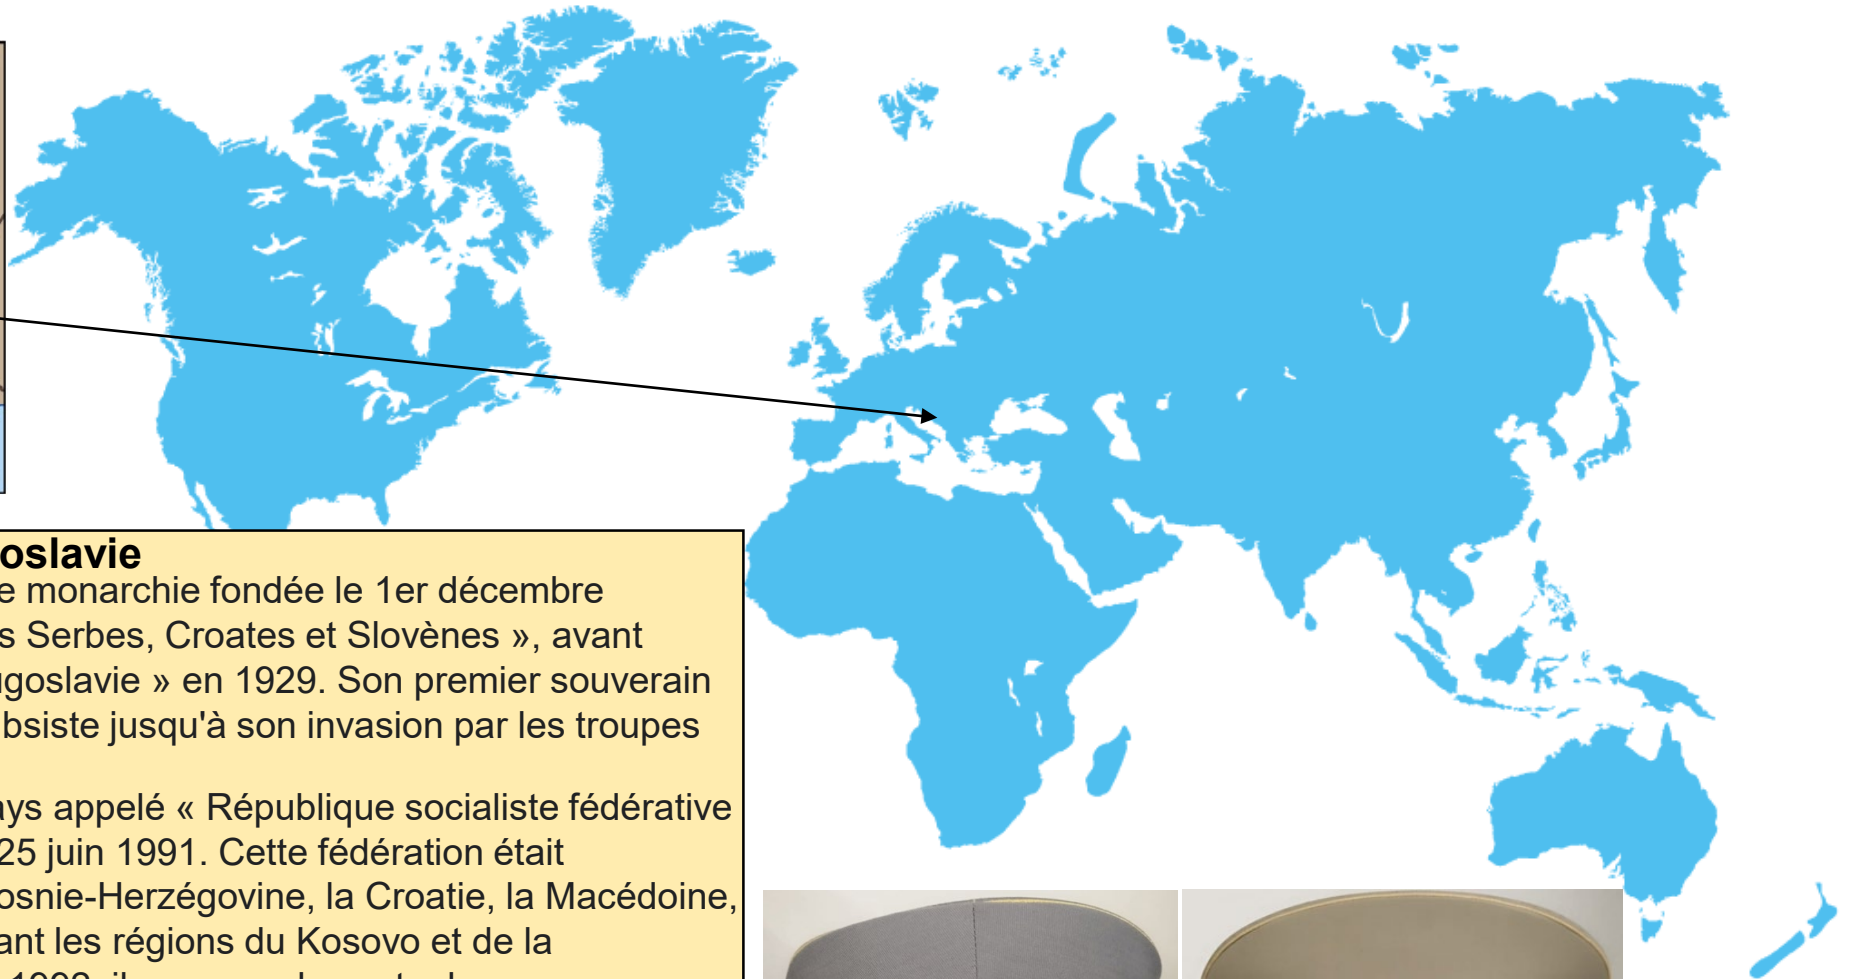 oslavie
e monarchie fondée le 1er décembre
s Serbes, Croates et Slovènes », avant
ugoslavie » en 1929. Son premier souverain
bsiste jusqu'à son invasion par les troupes
ays appelé « République socialiste fédérative
25 juin 1991. Cette fédération était
osnie-Herzégovine, la Croatie, la Macédoine,
ant les régions du Kosovo et de la